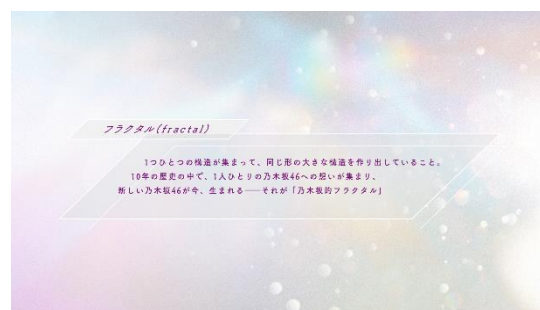 フラクタル(fractal)
1つひとつの構造が集まって、同じ形の大きな構造を作り出していること。
10年の歴史の中で、1人ひとりの乃木坂46への想いが集まり、
新しい乃木坂46が今、生まれる──それが「乃木坂的フラクタル」